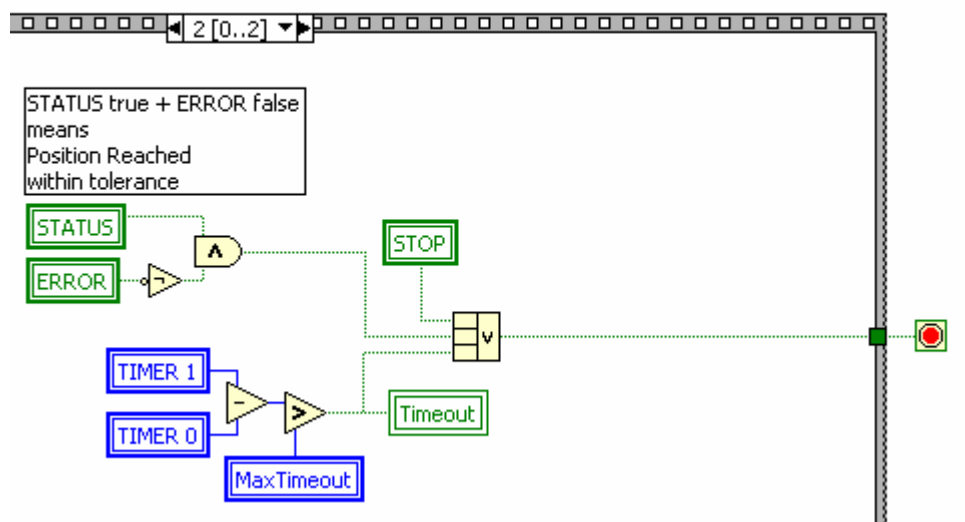 2 [0..2]
STATUS true + ERROR false
means
Position Reached
within tolerance
STATUS
STOP
ERROR
TIMER 1
TIMER 0
Timeout
MaxTimeout